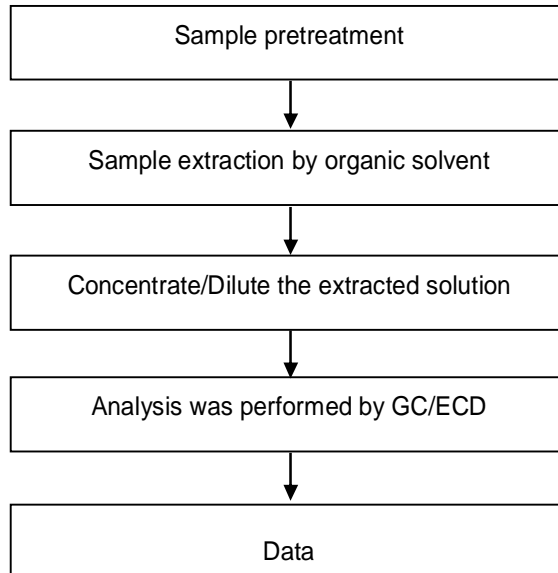 Sample pretreatment
Sample extraction by organic solvent
Concentrate/Dilute the extracted solution
Analysis was performed by GC/ECD
Data